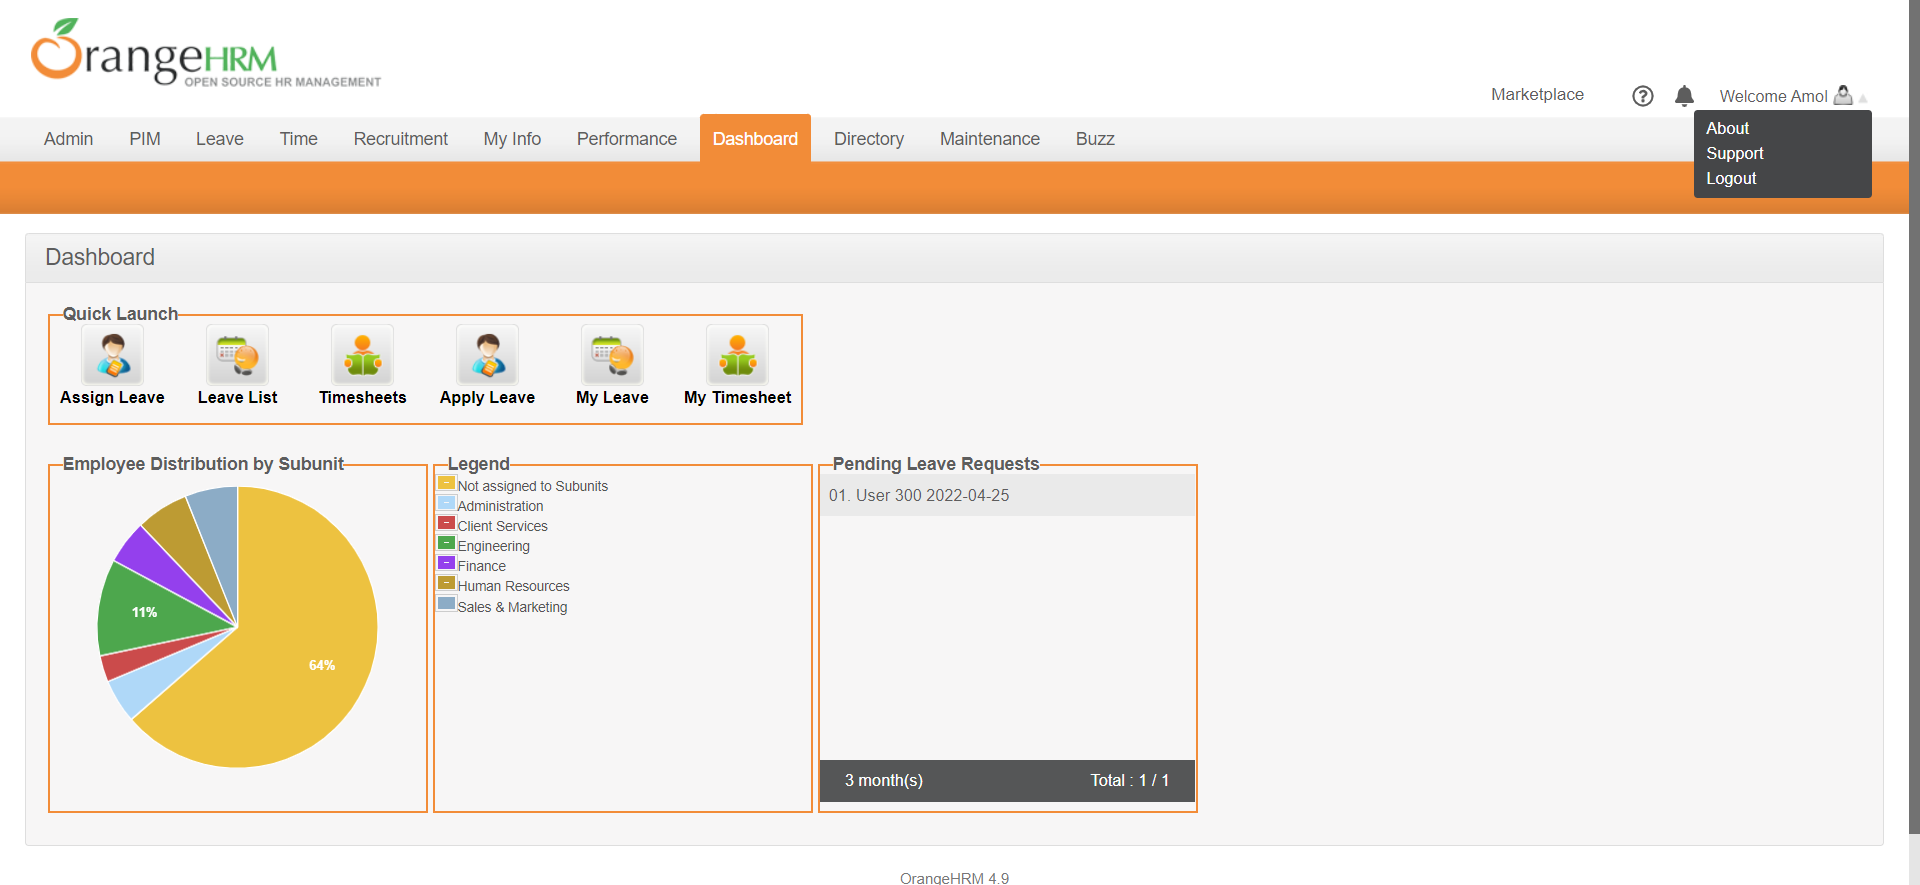 OrangeHRM
OPEN SOURCE HR MANAGEMENT
Marketplace
Welcome Amol
About
Support
Logout
Admin PIM Leave Time Recruitment My Info Performance Dashboard Directory Maintenance Buzz
Dashboard
Quick Launch
Assign Leave Leave List Timesheets Apply Leave My Leave My Timesheet
Employee Distribution by Subunit
11%
64%
Legend
Not assigned to Subunits
Administration
Client Services
Engineering
Finance
Human Resources
Sales & Marketing
Pending Leave Requests
01. User 300 2022-04-25
3 month(s) Total : 1 / 1
OrangeHRM 4.9